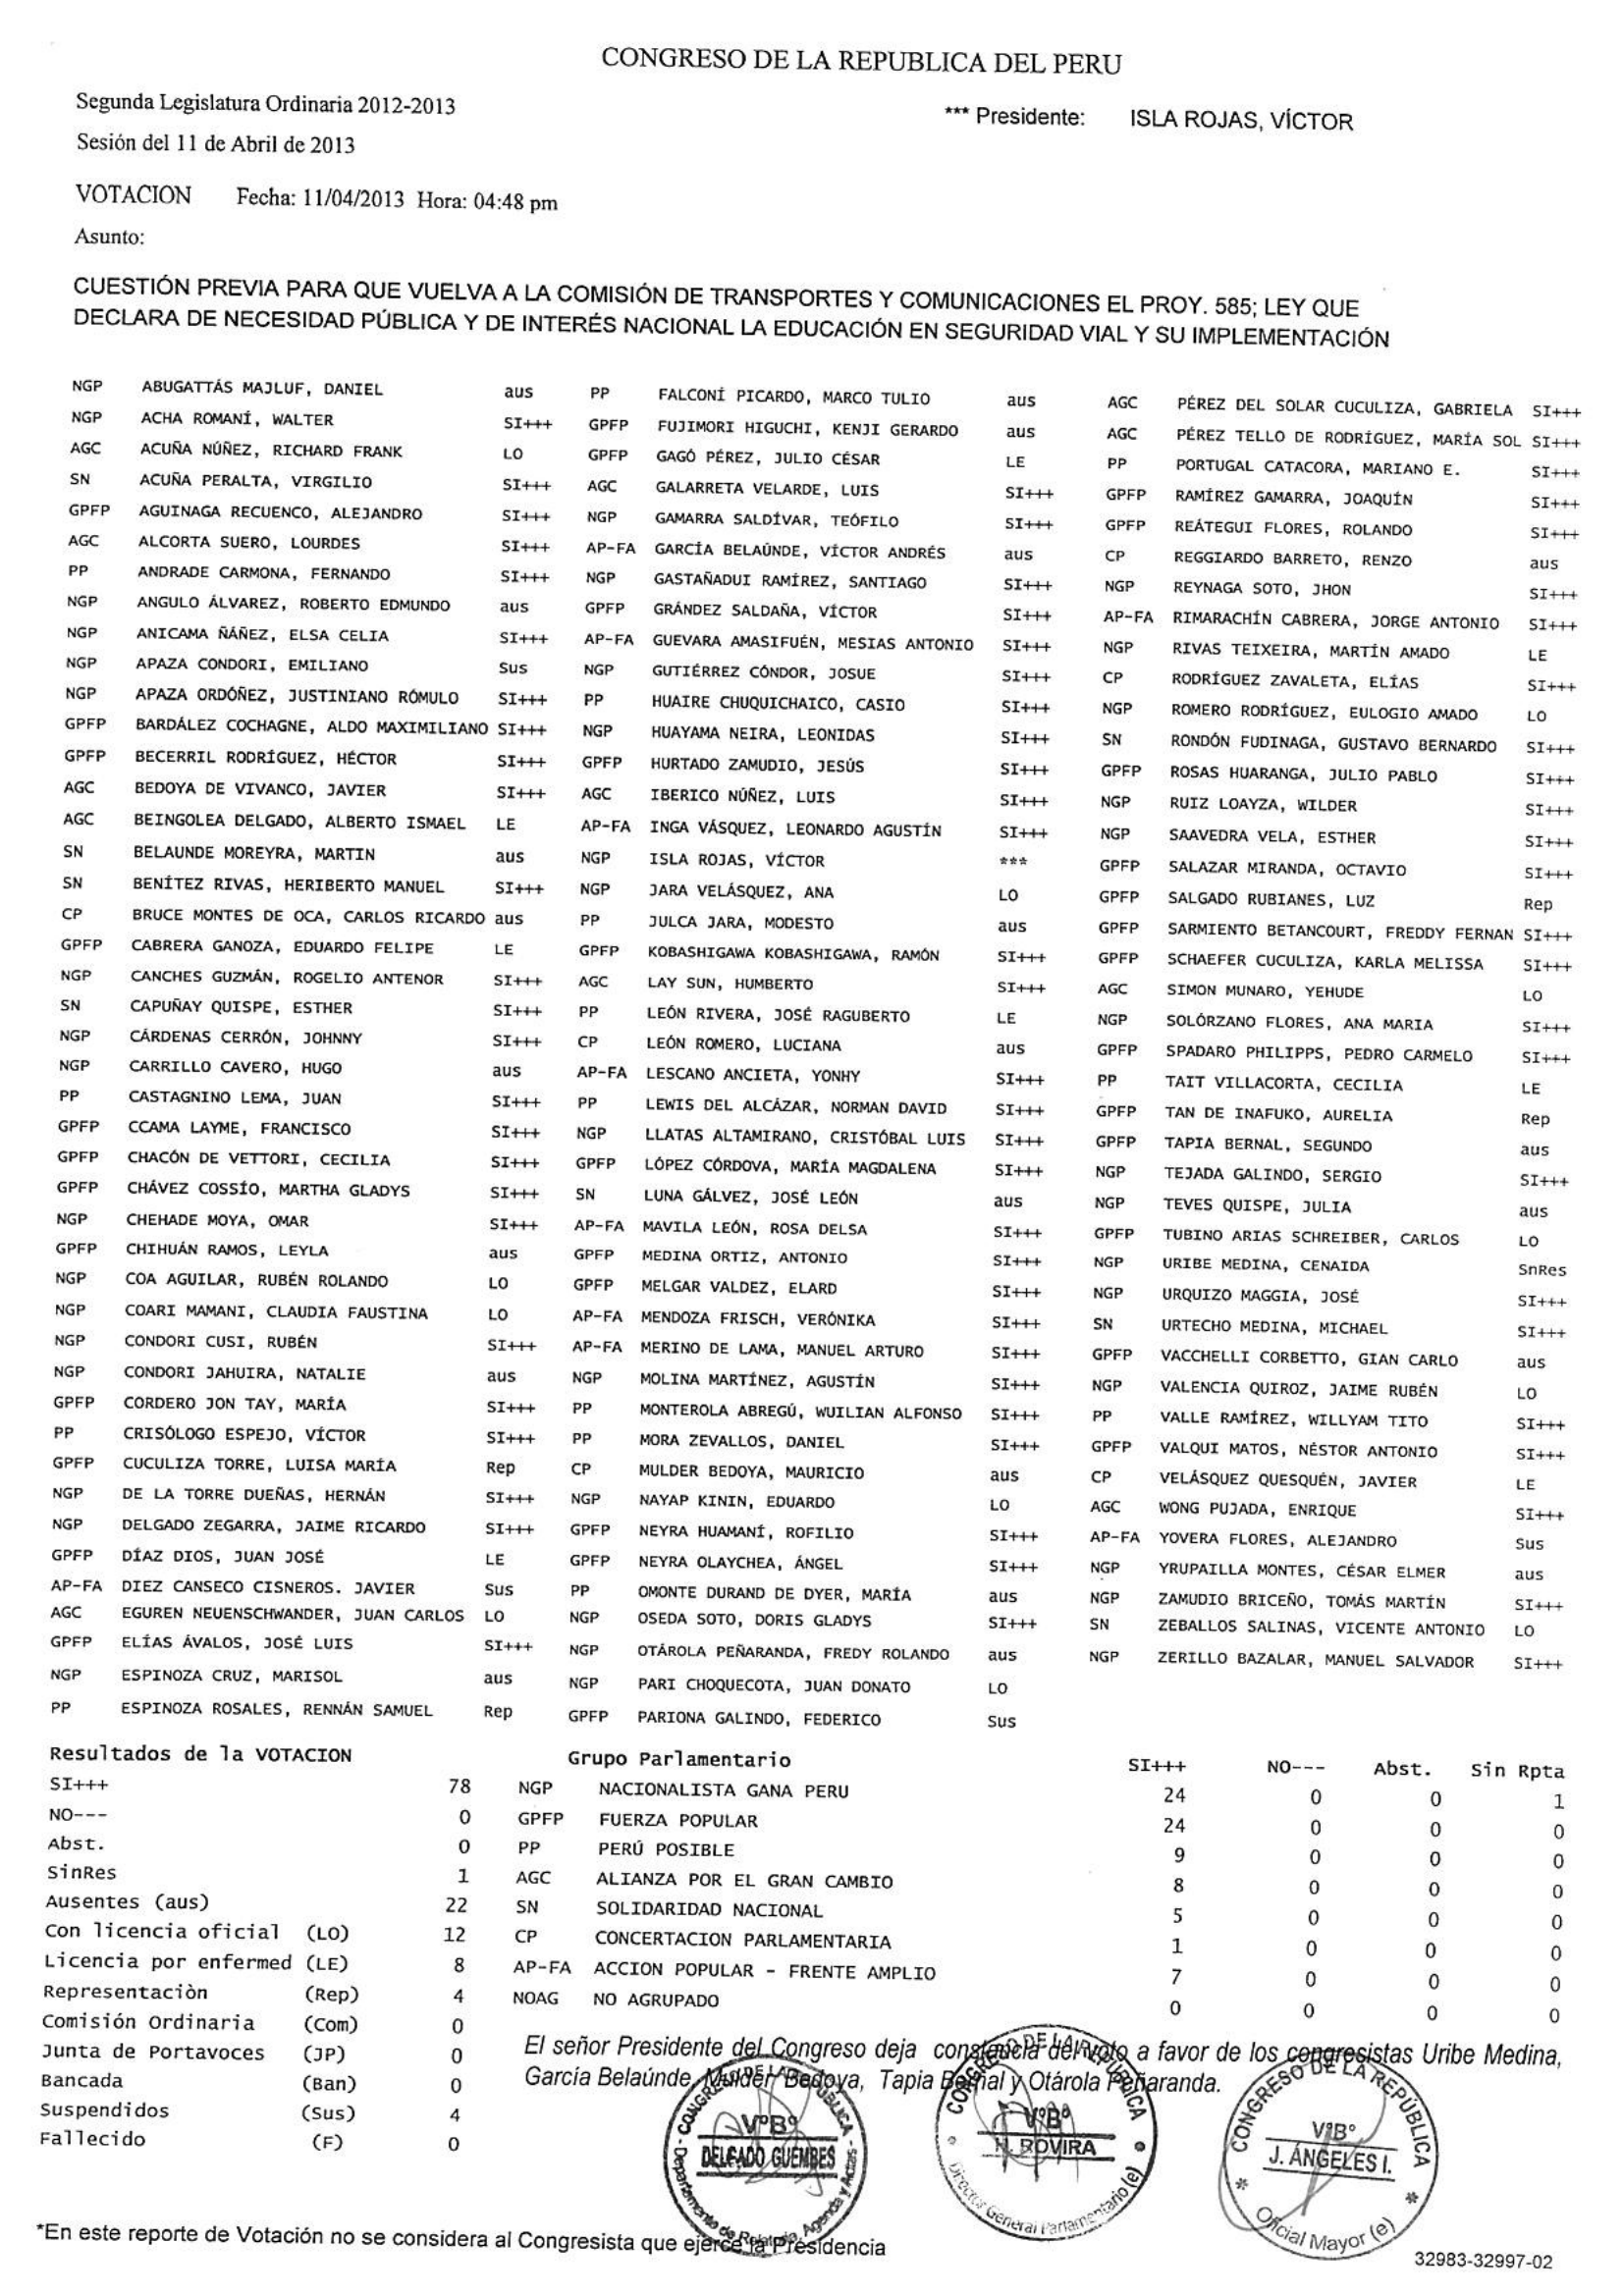 CONGRESO DE LA REPUBLICA DEL PERU
Segunda Legislatura Ordinaria 2012-2013
*** Presidente: ISLA ROJAS, VÍCTOR
Sesión del 11 de Abril de 2013
VOTACION Fecha: 11/04/2013 Hora: 04:48 pm
Asunto:
CUESTIÓN PREVIA PARA QUE VUELVA A LA COMISIÓN DE TRANSPORTES Y COMUNICACIONES EL PROY. 585; LEY QUE
DECLARA DE NECESIDAD PÚBLICA Y DE INTERÉS NACIONAL LA EDUCACIÓN EN SEGURIDAD VIAL Y SU IMPLEMENTACIÓN
NGP ABUGATTÁS MAJLUF, DANIEL aus
NGP ACHA ROMANÍ, WALTER SI+++
AGC ACUÑA NÚÑEZ, RICHARD FRANK LO
SN ACUÑA PERALTA, VIRGILIO SI+++
GPFP AGUINAGA RECUENCO, ALEJANDRO SI+++
AGC ALCORTA SUERO, LOURDES SI+++
PP ANDRADE CARMONA, FERNANDO SI+++
NGP ANGULO ÁLVAREZ, ROBERTO EDMUNDO aus
NGP ANICAMA ÑÁÑEZ, ELSA CELIA SI+++
NGP APAZA CONDORI, EMILIANO Sus
NGP APAZA ORDÓÑEZ, JUSTINIANO RÓMULO SI+++
GPFP BARDÁLEZ COCHAGNE, ALDO MAXIMILIANO SI+++
GPFP BECERRIL RODRÍGUEZ, HÉCTOR SI+++
AGC BEDOYA DE VIVANCO, JAVIER SI+++
AGC BEINGOLEA DELGADO, ALBERTO ISMAEL LE
SN BELAUNDE MOREYRA, MARTIN aus
SN BENÍTEZ RIVAS, HERIBERTO MANUEL SI+++
CP BRUCE MONTES DE OCA, CARLOS RICARDO aus
GPFP CABRERA GANOZA, EDUARDO FELIPE LE
NGP CANCHES GUZMÁN, ROGELIO ANTENOR SI+++
SN CAPUÑAY QUISPE, ESTHER SI+++
NGP CÁRDENAS CERRÓN, JOHNNY SI+++
NGP CARRILLO CAVERO, HUGO aus
PP CASTAGNINO LEMA, JUAN SI+++
GPFP CCAMA LAYME, FRANCISCO SI+++
GPFP CHACÓN DE VETTORI, CECILIA SI+++
GPFP CHÁVEZ COSSÍO, MARTHA GLADYS SI+++
NGP CHEHADE MOYA, OMAR SI+++
GPFP CHIHUÁN RAMOS, LEYLA aus
NGP COA AGUILAR, RUBÉN ROLANDO LO
NGP COARI MAMANI, CLAUDIA FAUSTINA LO
NGP CONDORI CUSI, RUBÉN SI+++
NGP CONDORI JAHUIRA, NATALIE aus
GPFP CORDERO JON TAY, MARÍA SI+++
PP CRISÓLOGO ESPEJO, VÍCTOR SI+++
GPFP CUCULIZA TORRE, LUISA MARÍA Rep
NGP DE LA TORRE DUEÑAS, HERNÁN SI+++
NGP DELGADO ZEGARRA, JAIME RICARDO SI+++
GPFP DÍAZ DIOS, JUAN JOSÉ LE
AP-FA DIEZ CANSECO CISNEROS. JAVIER Sus
AGC EGUREN NEUENSCHWANDER, JUAN CARLOS LO
GPFP ELÍAS ÁVALOS, JOSÉ LUIS SI+++
NGP ESPINOZA CRUZ, MARISOL aus
PP ESPINOZA ROSALES, RENNÁN SAMUEL Rep
PP FALCONÍ PICARDO, MARCO TULIO aus
GPFP FUJIMORI HIGUCHI, KENJI GERARDO aus
GPFP GAGÓ PÉREZ, JULIO CÉSAR LE
AGC GALARRETA VELARDE, LUIS SI+++
NGP GAMARRA SALDÍVAR, TEÓFILO SI+++
AP-FA GARCÍA BELAÚNDE, VÍCTOR ANDRÉS aus
NGP GASTAÑADUI RAMÍREZ, SANTIAGO SI+++
GPFP GRÁNDEZ SALDAÑA, VÍCTOR SI+++
AP-FA GUEVARA AMASIFUÉN, MESIAS ANTONIO SI+++
NGP GUTIÉRREZ CÓNDOR, JOSUE SI+++
PP HUAIRE CHUQUICHAICO, CASIO SI+++
NGP HUAYAMA NEIRA, LEONIDAS SI+++
GPFP HURTADO ZAMUDIO, JESÚS SI+++
AGC IBERICO NÚÑEZ, LUIS SI+++
AP-FA INGA VÁSQUEZ, LEONARDO AGUSTÍN SI+++
NGP ISLA ROJAS, VÍCTOR ***
NGP JARA VELÁSQUEZ, ANA LO
PP JULCA JARA, MODESTO aus
GPFP KOBASHIGAWA KOBASHIGAWA, RAMÓN SI+++
AGC LAY SUN, HUMBERTO SI+++
PP LEÓN RIVERA, JOSÉ RAGUBERTO LE
CP LEÓN ROMERO, LUCIANA aus
AP-FA LESCANO ANCIETA, YONHY SI+++
PP LEWIS DEL ALCÁZAR, NORMAN DAVID SI+++
NGP LLATAS ALTAMIRANO, CRISTÓBAL LUIS SI+++
GPFP LÓPEZ CÓRDOVA, MARÍA MAGDALENA SI+++
SN LUNA GÁLVEZ, JOSÉ LEÓN aus
AP-FA MAVILA LEÓN, ROSA DELSA SI+++
GPFP MEDINA ORTIZ, ANTONIO SI+++
GPFP MELGAR VALDEZ, ELARD SI+++
AP-FA MENDOZA FRISCH, VERÓNIKA SI+++
AP-FA MERINO DE LAMA, MANUEL ARTURO SI+++
NGP MOLINA MARTÍNEZ, AGUSTÍN SI+++
PP MONTEROLA ABREGÚ, WUILIAN ALFONSO SI+++
PP MORA ZEVALLOS, DANIEL SI+++
CP MULDER BEDOYA, MAURICIO aus
NGP NAYAP KININ, EDUARDO LO
GPFP NEYRA HUAMANÍ, ROFILIO SI+++
GPFP NEYRA OLAYCHEA, ÁNGEL SI+++
PP OMONTE DURAND DE DYER, MARÍA aus
NGP OSEDA SOTO, DORIS GLADYS SI+++
NGP OTÁROLA PEÑARANDA, FREDY ROLANDO aus
NGP PARI CHOQUECOTA, JUAN DONATO LO
GPFP PARIONA GALINDO, FEDERICO Sus
AGC PÉREZ DEL SOLAR CUCULIZA, GABRIELA SI+++
AGC PÉREZ TELLO DE RODRÍGUEZ, MARÍA SOL SI+++
PP PORTUGAL CATACORA, MARIANO E. SI+++
GPFP RAMÍREZ GAMARRA, JOAQUÍN SI+++
GPFP REÁTEGUI FLORES, ROLANDO SI+++
CP REGGIARDO BARRETO, RENZO aus
NGP REYNAGA SOTO, JHON SI+++
AP-FA RIMARACHÍN CABRERA, JORGE ANTONIO SI+++
NGP RIVAS TEIXEIRA, MARTÍN AMADO LE
CP RODRÍGUEZ ZAVALETA, ELÍAS SI+++
NGP ROMERO RODRÍGUEZ, EULOGIO AMADO LO
SN RONDÓN FUDINAGA, GUSTAVO BERNARDO SI+++
GPFP ROSAS HUARANGA, JULIO PABLO SI+++
NGP RUIZ LOAYZA, WILDER SI+++
NGP SAAVEDRA VELA, ESTHER SI+++
GPFP SALAZAR MIRANDA, OCTAVIO SI+++
GPFP SALGADO RUBIANES, LUZ Rep
GPFP SARMIENTO BETANCOURT, FREDDY FERNAN SI+++
GPFP SCHAEFER CUCULIZA, KARLA MELISSA SI+++
AGC SIMON MUNARO, YEHUDE LO
NGP SOLÓRZANO FLORES, ANA MARIA SI+++
GPFP SPADARO PHILIPPS, PEDRO CARMELO SI+++
PP TAIT VILLACORTA, CECILIA LE
GPFP TAN DE INAFUKO, AURELIA Rep
GPFP TAPIA BERNAL, SEGUNDO aus
NGP TEJADA GALINDO, SERGIO SI+++
NGP TEVES QUISPE, JULIA aus
GPFP TUBINO ARIAS SCHREIBER, CARLOS LO
NGP URIBE MEDINA, CENAIDA SnRes
NGP URQUIZO MAGGIA, JOSÉ SI+++
SN URTECHO MEDINA, MICHAEL SI+++
GPFP VACCHELLI CORBETTO, GIAN CARLO aus
NGP VALENCIA QUIROZ, JAIME RUBÉN LO
PP VALLE RAMÍREZ, WILLYAM TITO SI+++
GPFP VALQUI MATOS, NÉSTOR ANTONIO SI+++
CP VELÁSQUEZ QUESQUÉN, JAVIER LE
AGC WONG PUJADA, ENRIQUE SI+++
AP-FA YOVERA FLORES, ALEJANDRO Sus
NGP YRUPAILLA MONTES, CÉSAR ELMER aus
NGP ZAMUDIO BRICEÑO, TOMÁS MARTÍN SI+++
SN ZEBALLOS SALINAS, VICENTE ANTONIO LO
NGP ZERILLO BAZALAR, MANUEL SALVADOR SI+++
Resultados de la VOTACION
SI+++ 78
NO--- 0
Abst. 0
SinRes 1
Ausentes (aus) 22
Con licencia oficial (LO) 12
Licencia por enfermed (LE) 8
Representaciòn (Rep) 4
Comisión Ordinaria (Com) 0
Junta de Portavoces (JP) 0
Bancada (Ban) 0
Suspendidos (Sus) 4
Fallecido (F) 0
Grupo Parlamentario SI+++ NO--- Abst. Sin Rpta
NGP NACIONALISTA GANA PERU 24 0 0 1
GPFP FUERZA POPULAR 24 0 0 0
PP PERÚ POSIBLE 9 0 0 0
AGC ALIANZA POR EL GRAN CAMBIO 8 0 0 0
SN SOLIDARIDAD NACIONAL 5 0 0 0
CP CONCERTACION PARLAMENTARIA 1 0 0 0
AP-FA ACCION POPULAR - FRENTE AMPLIO 7 0 0 0
NOAG NO AGRUPADO 0 0 0 0
El señor Presidente del Congreso deja constancia del voto a favor de los congresistas Uribe Medina,
García Belaúnde, Mulder Bedoya, Tapia Bernal y Otárola Peñaranda.
CONGRESO DE LA REPÚBLICA
VºBº
DELGADO GUEMBES
Departamento de Relatoria, Agenda y Actas
CONGRESO DE LA REPÚBLICA
VºBº
H. ROVIRA
Director General Parlamentario (e)
CONGRESO DE LA REPÚBLICA
VºBº
J. ÁNGELES I.
Oficial Mayor (e)
*En este reporte de Votación no se considera al Congresista que ejerce la Presidencia
32983-32997-02